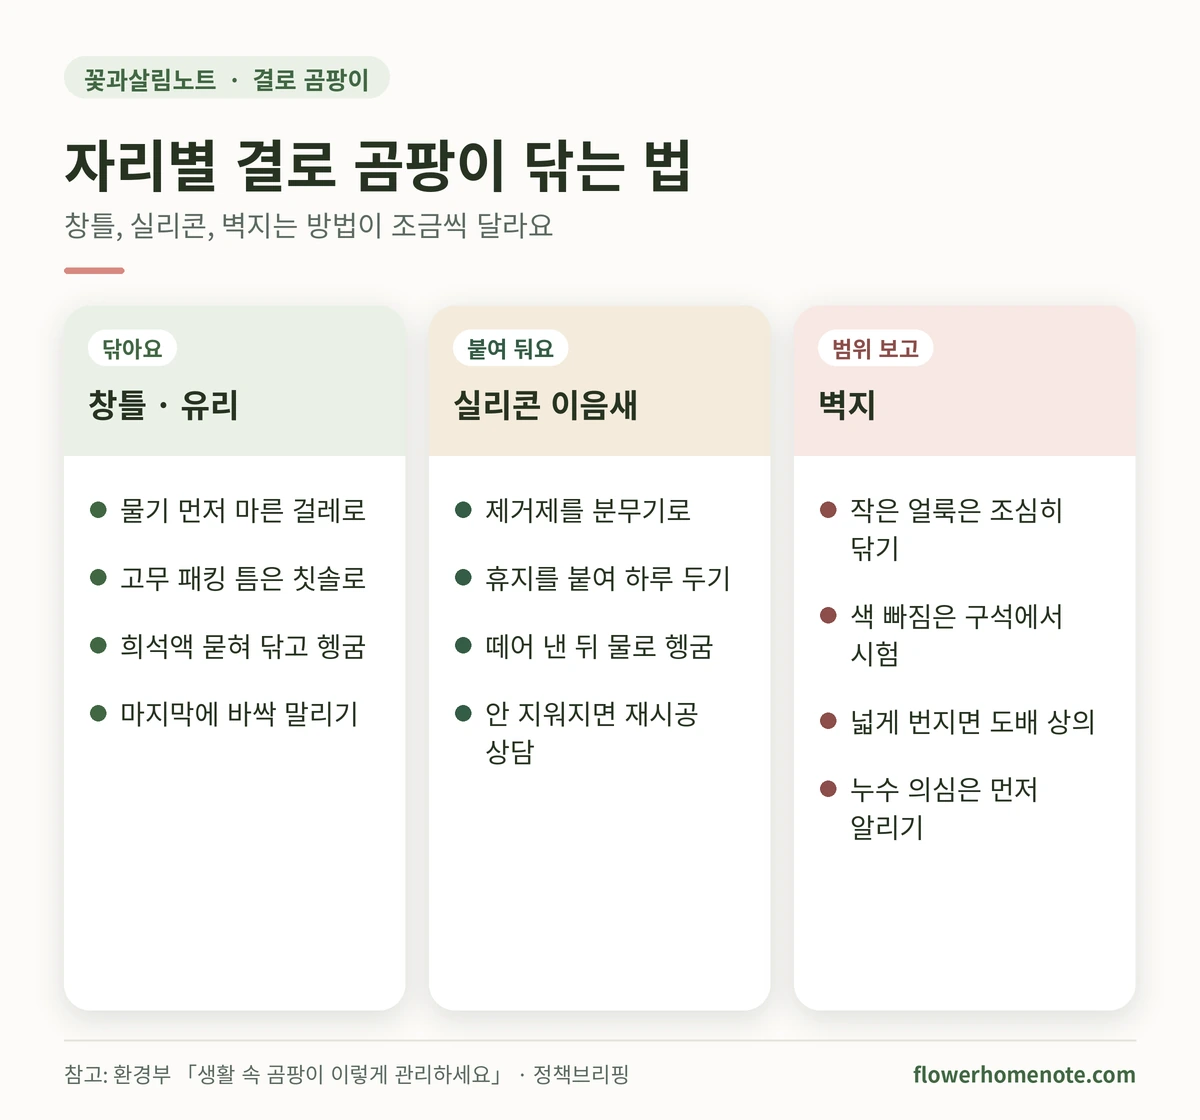 꽃과살림노트 · 결로 곰팡이
자리별 결로 곰팡이 닦는 법
창틀, 실리콘, 벽지는 방법이 조금씩 달라요
닦아요
창틀 · 유리
물기 먼저 마른 걸레로
고무 패킹 틈은 칫솔로
희석액 묻혀 닦고 헹굼
마지막에 바싹 말리기
붙여 둬요
실리콘 이음새
제거제를 분무기로
휴지를 붙여 하루 두기
떼어 낸 뒤 물로 헹굼
안 지워지면 재시공
상담
범위 보고
벽지
작은 얼룩은 조심히
닦기
색 빠짐은 구석에서
시험
넓게 번지면 도배 상의
누수 의심은 먼저
알리기
참고: 환경부 「생활 속 곰팡이 이렇게 관리하세요」 · 정책브리핑
flowerhomenote.com